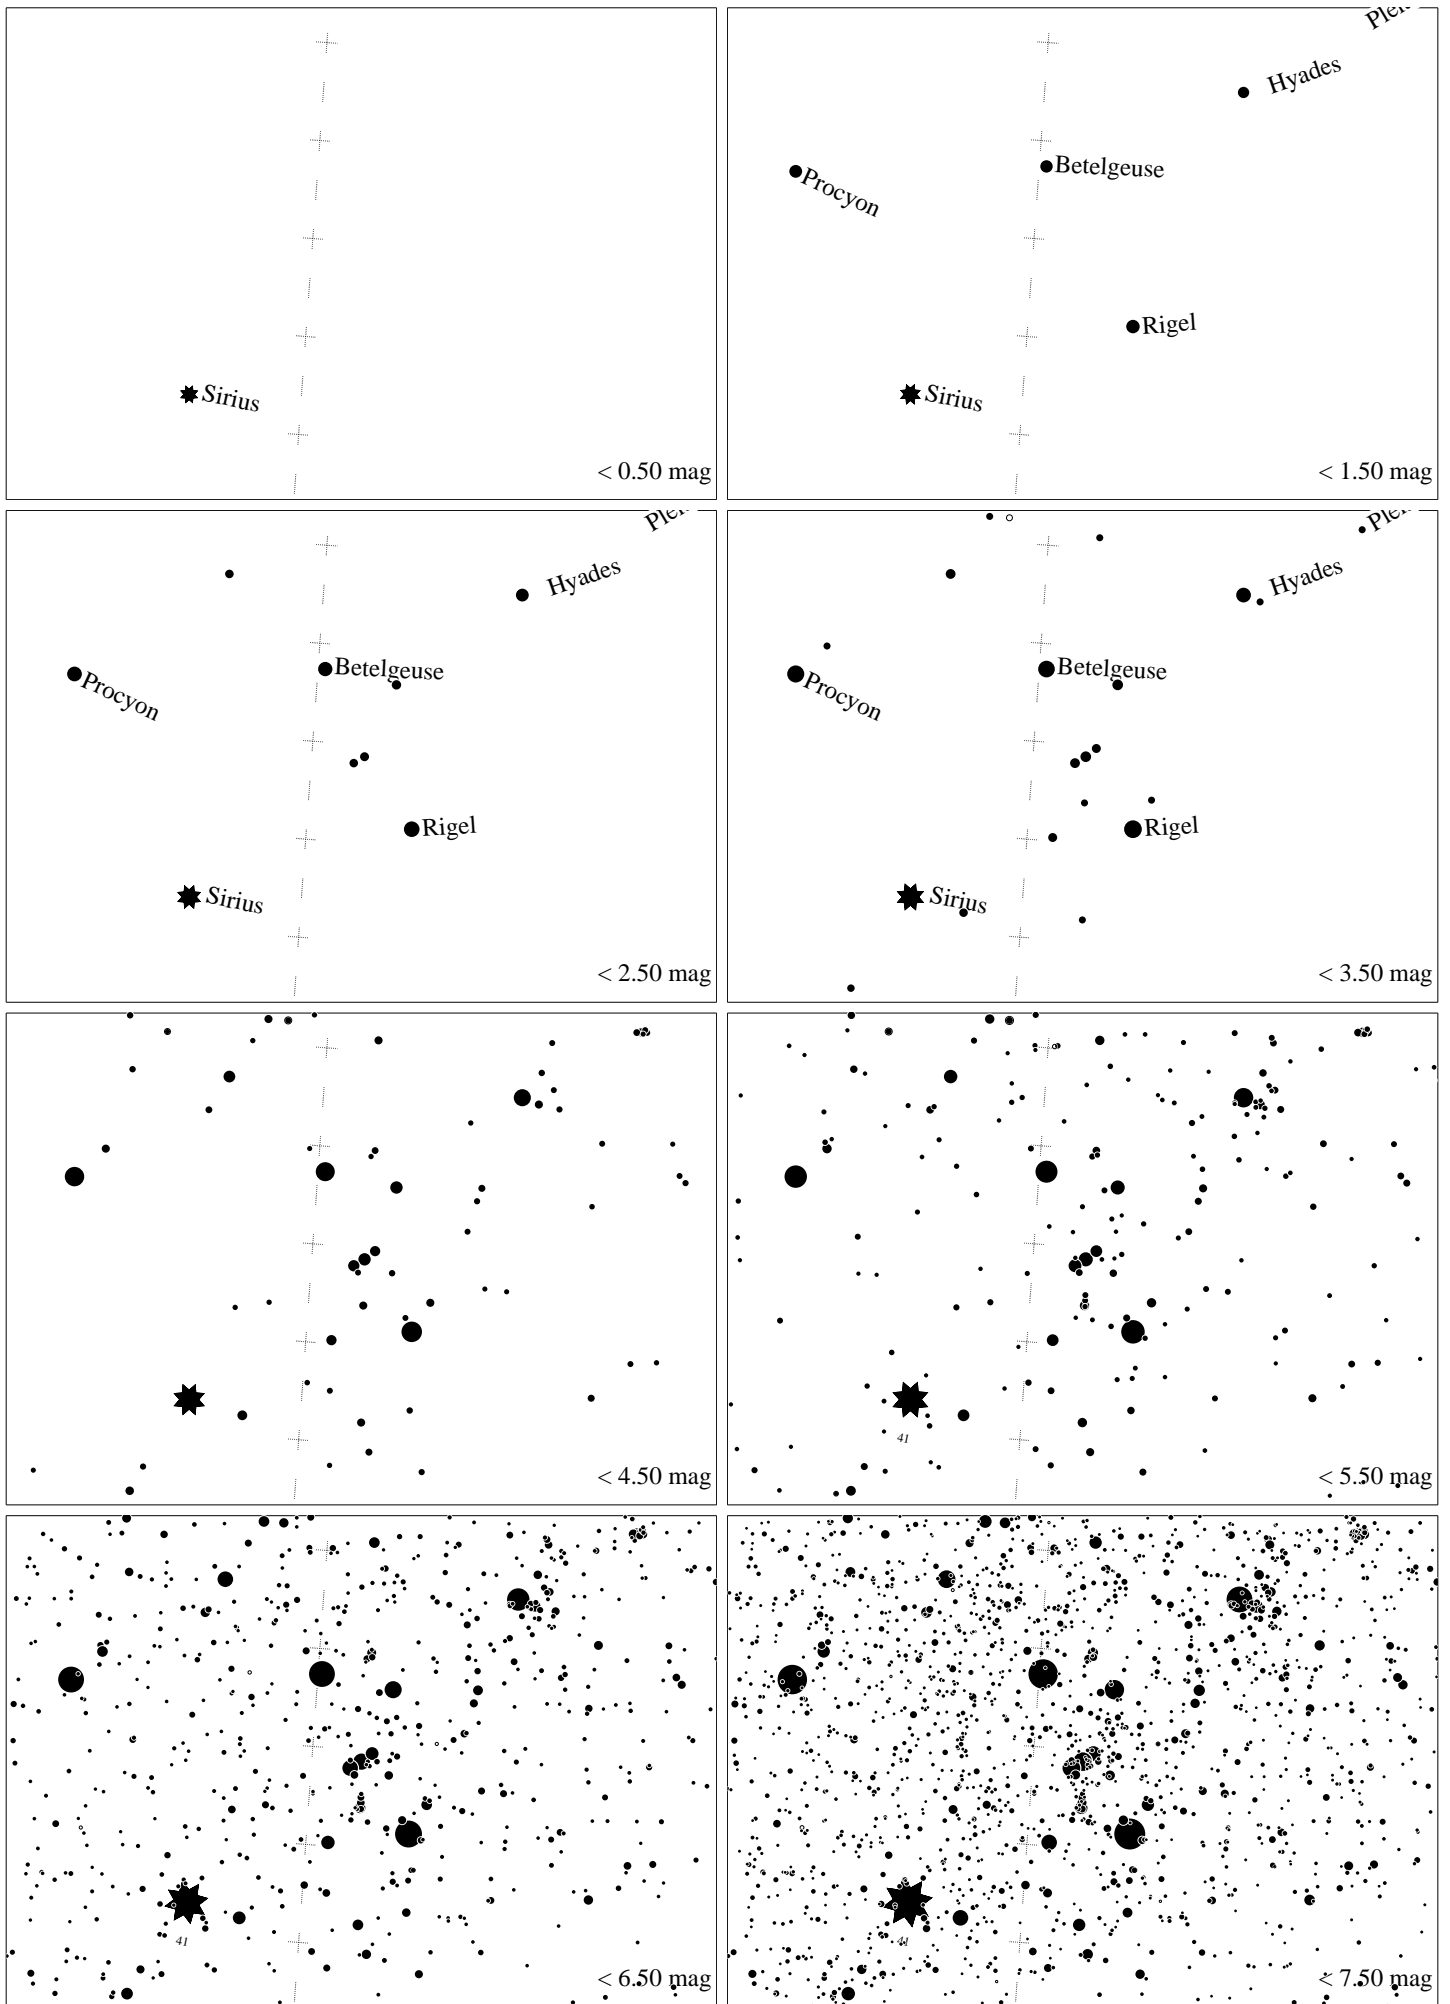 Sirius
< 0.50 mag
Hyades
Betelgeuse
Procyon
Rigel
Sirius
< 1.50 mag
Hyades
Betelgeuse
Procyon
Rigel
Sirius
< 2.50 mag
Hyades
Betelgeuse
Procyon
Rigel
Sirius
< 3.50 mag
< 4.50 mag
41
< 5.50 mag
41
< 6.50 mag
41
< 7.50 mag